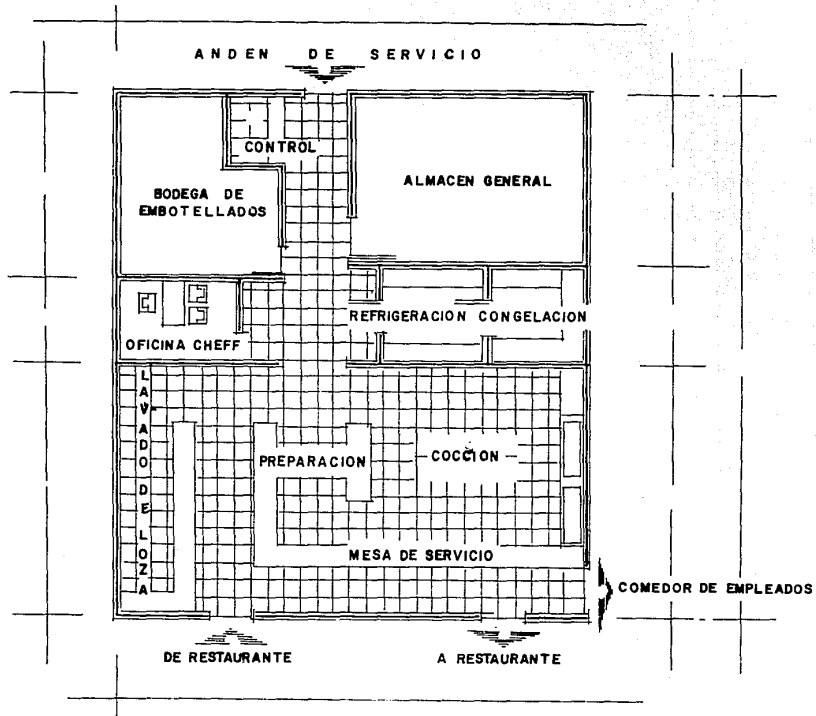 ANDEN DE SERVICIO
CONTROL
BODEGA DE
EMBOTELLADOS
ALMACEN GENERAL
REFRIGERACION CONGELACION
OFICINA CHEFF
LAVADO DE LOZA
PREPARACION
COCCION
MESA DE SERVICIO
COMEDOR DE EMPLEADOS
DE RESTAURANTE
A RESTAURANTE